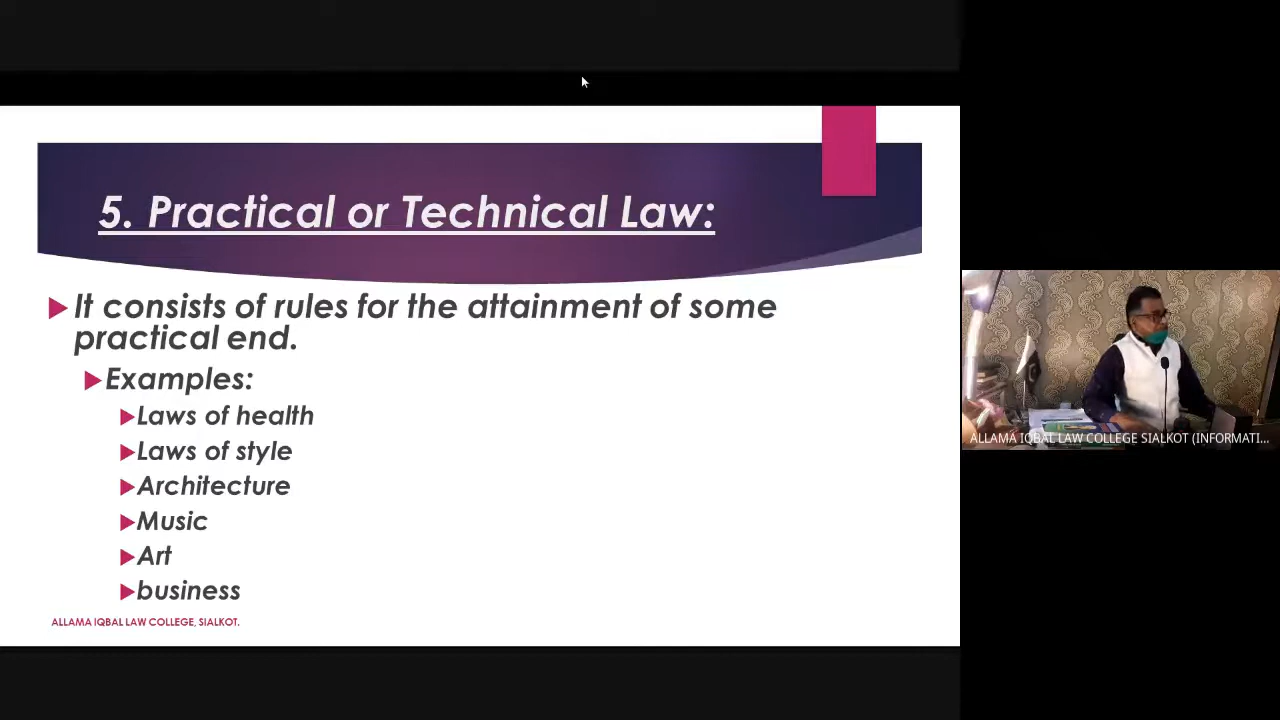 5. Practical or Technical Law:
It consists of rules for the attainment of some
practical end.
Examples:
Laws of health
Laws of style
Architecture
Music
Art
business
ALLAMA IQBAL LAW COLLEGE, SIALKOT.
ALLAMA IQBAL LAW COLLEGE SIALKOT (INFORMATI...